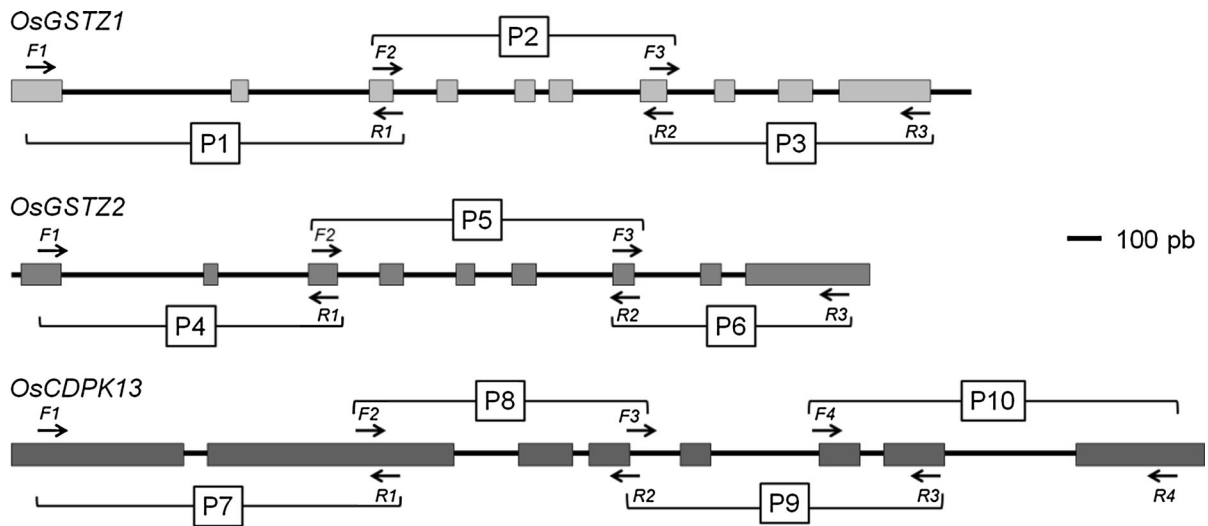 OsGSTZ1
F1 F2 P2 F3
P1 R1 R2 P3 R3
OsGSTZ2
F1 F2 P5 F3
100 pb
P4 R1 R2 P6 R3
OsCDPK13
F1 F2 P8 F3 F4 P10
P7 R1 R2 P9 R3 R4